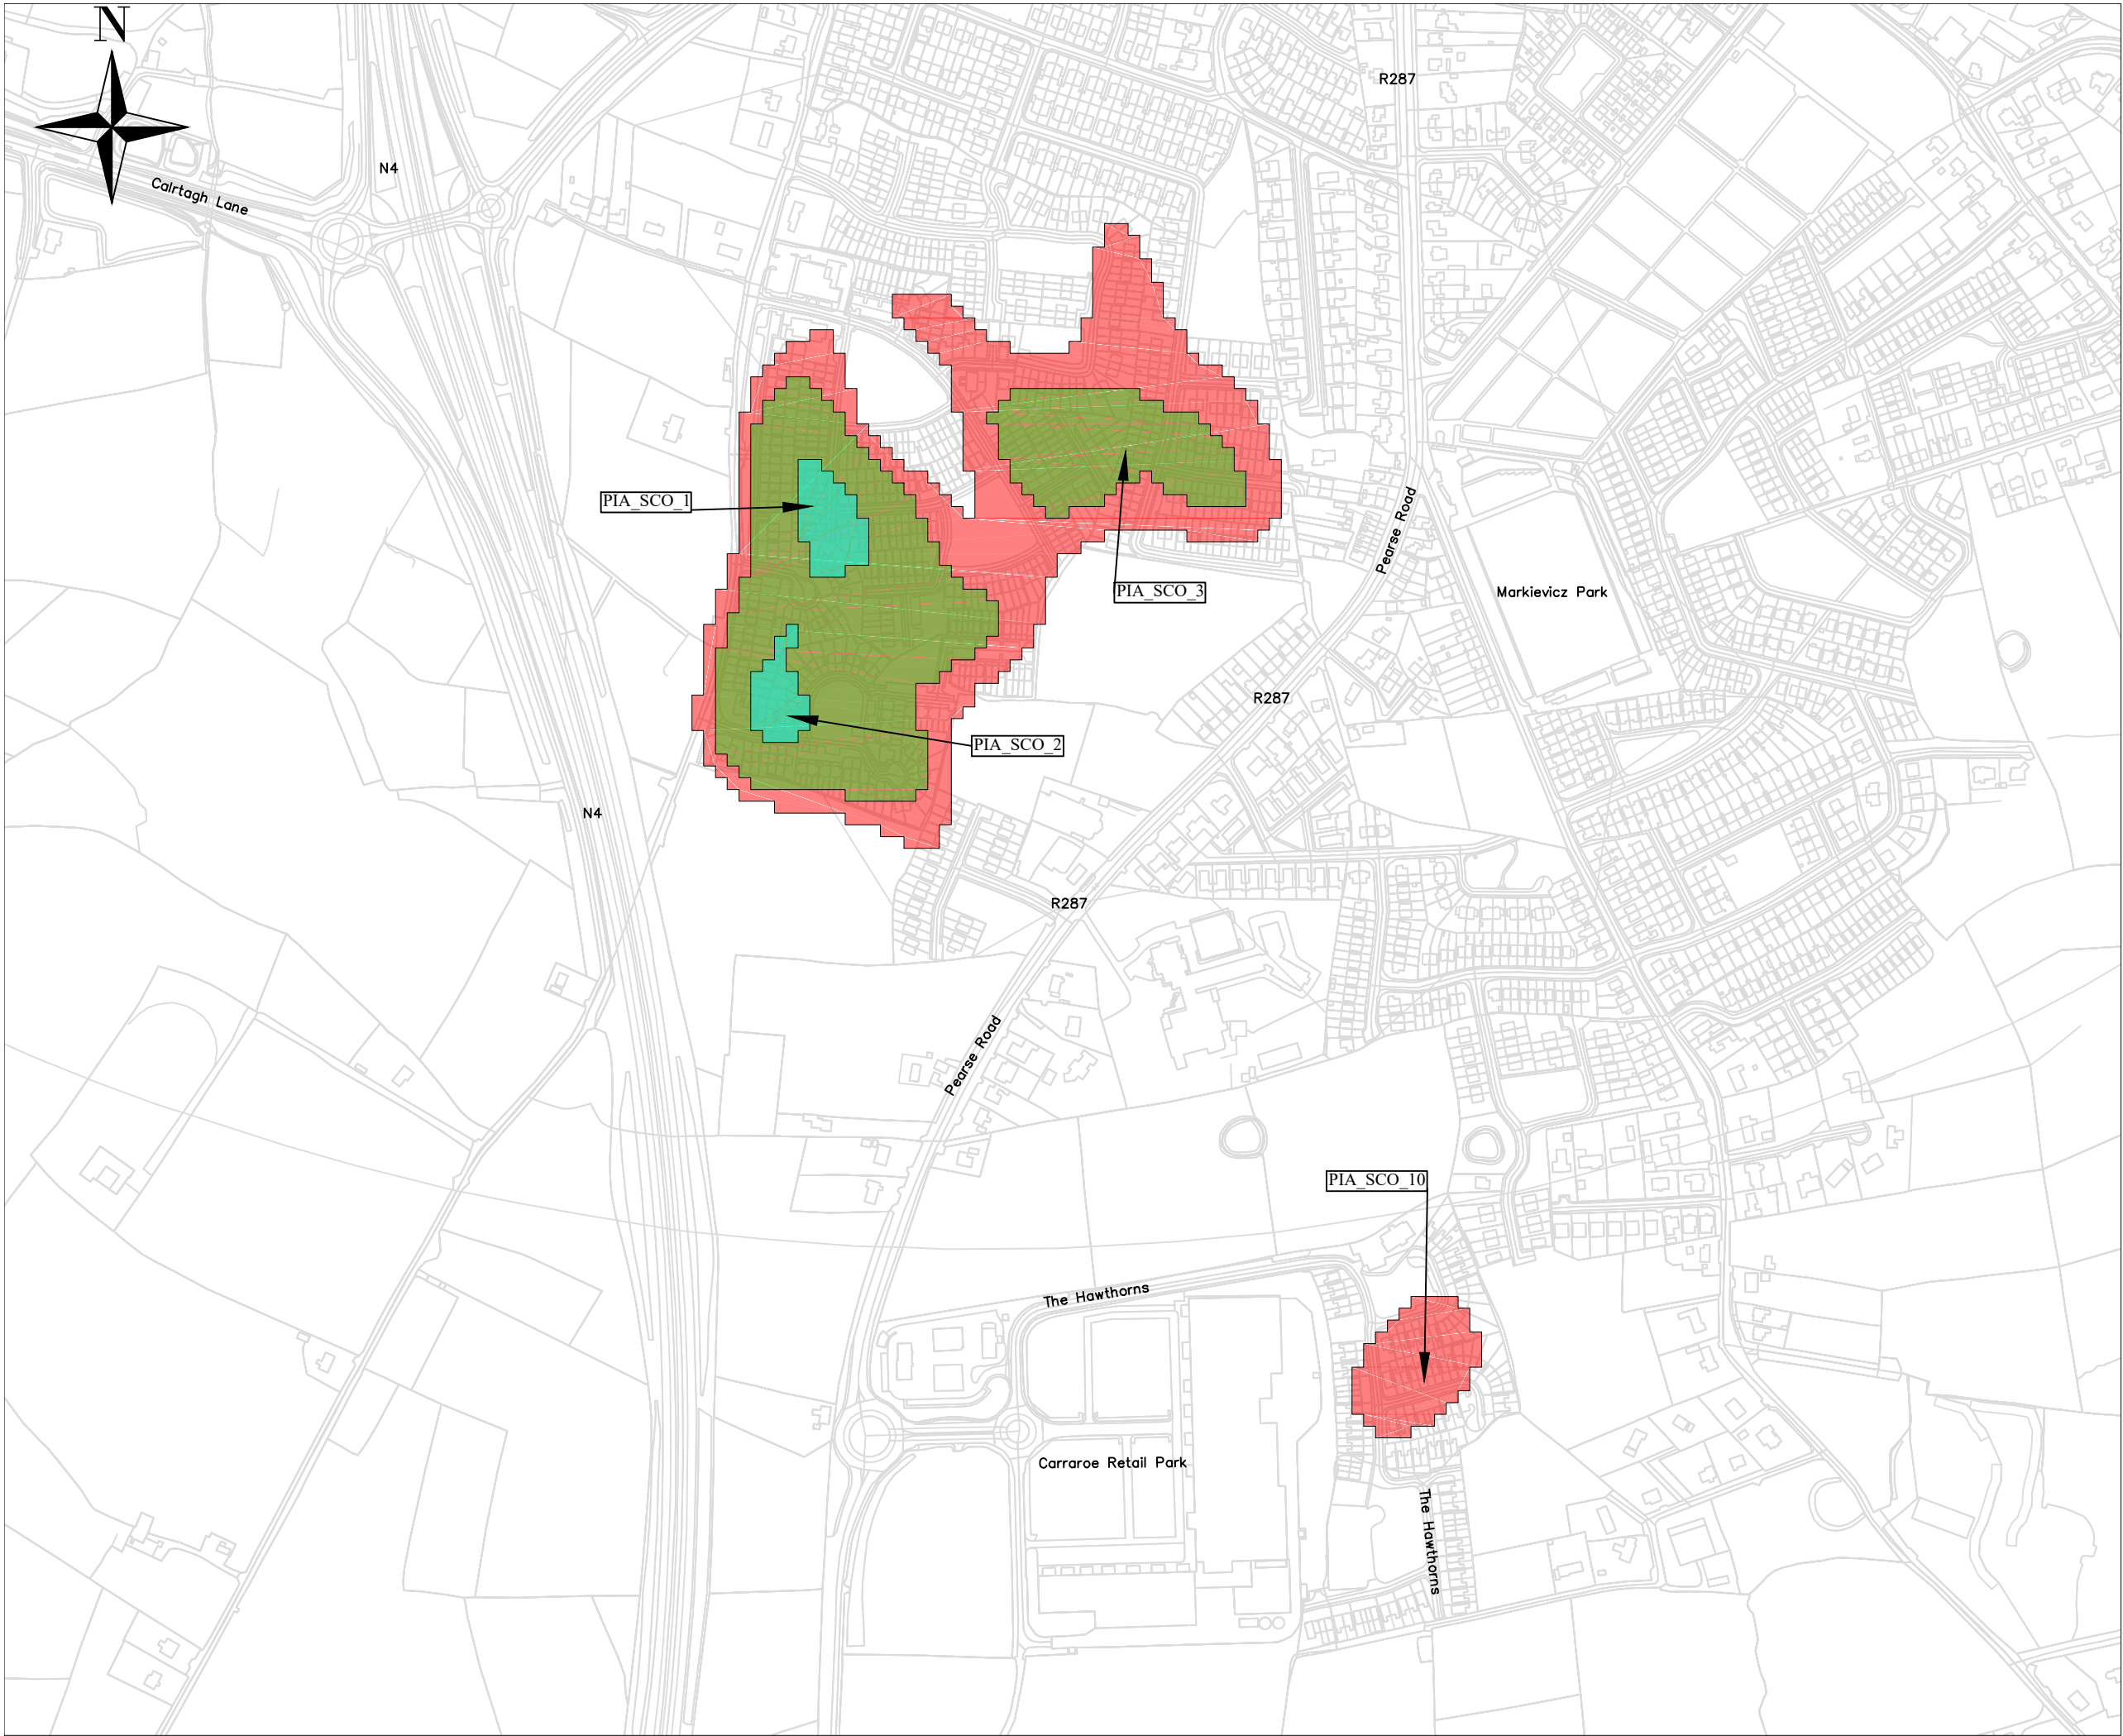 N
R287
N4
Calrtagh Lane
PIA_SCO_1
Pearse Road
PIA_SCO_3
Markievicz Park
R287
PIA_SCO_2
N4
R287
Pearse Road
PIA_SCO_10
The Hawthorns
Carraroe Retail Park
The Hawthorns